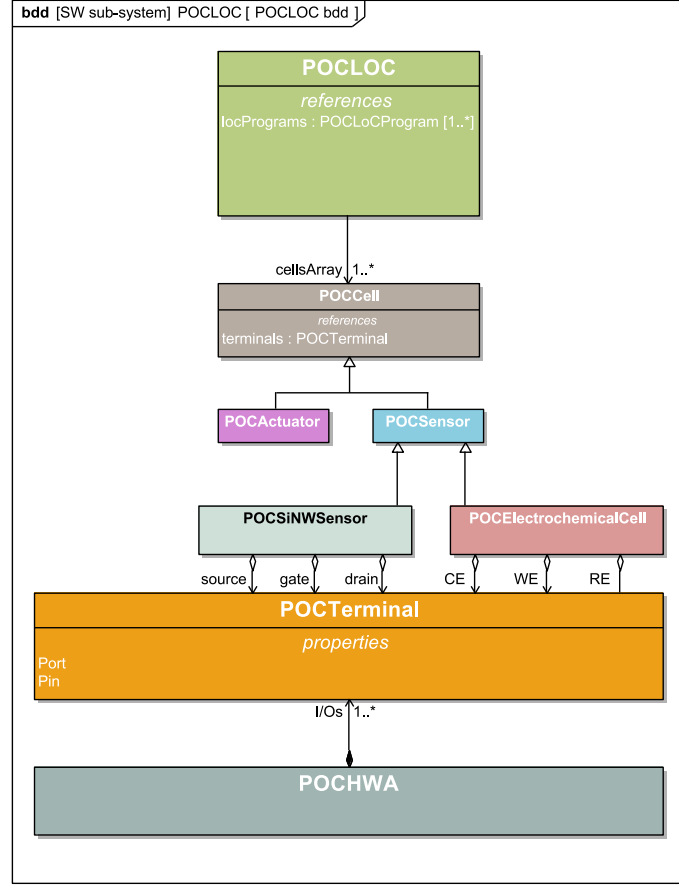 bdd [SW sub-system] POCLOC [ POCLOC bdd ]
POCLOC
references
locPrograms : POCLoCProgram [1..*]
cellsArray 1..*
POCCell
references
terminals : POCTerminal
POCActuator POCSensor
POCSiNWSensor POCElectrochemicalCell
source gate drain CE WE RE
POCTerminal
properties
Port
Pin
I/Os 1..*
POCHWA